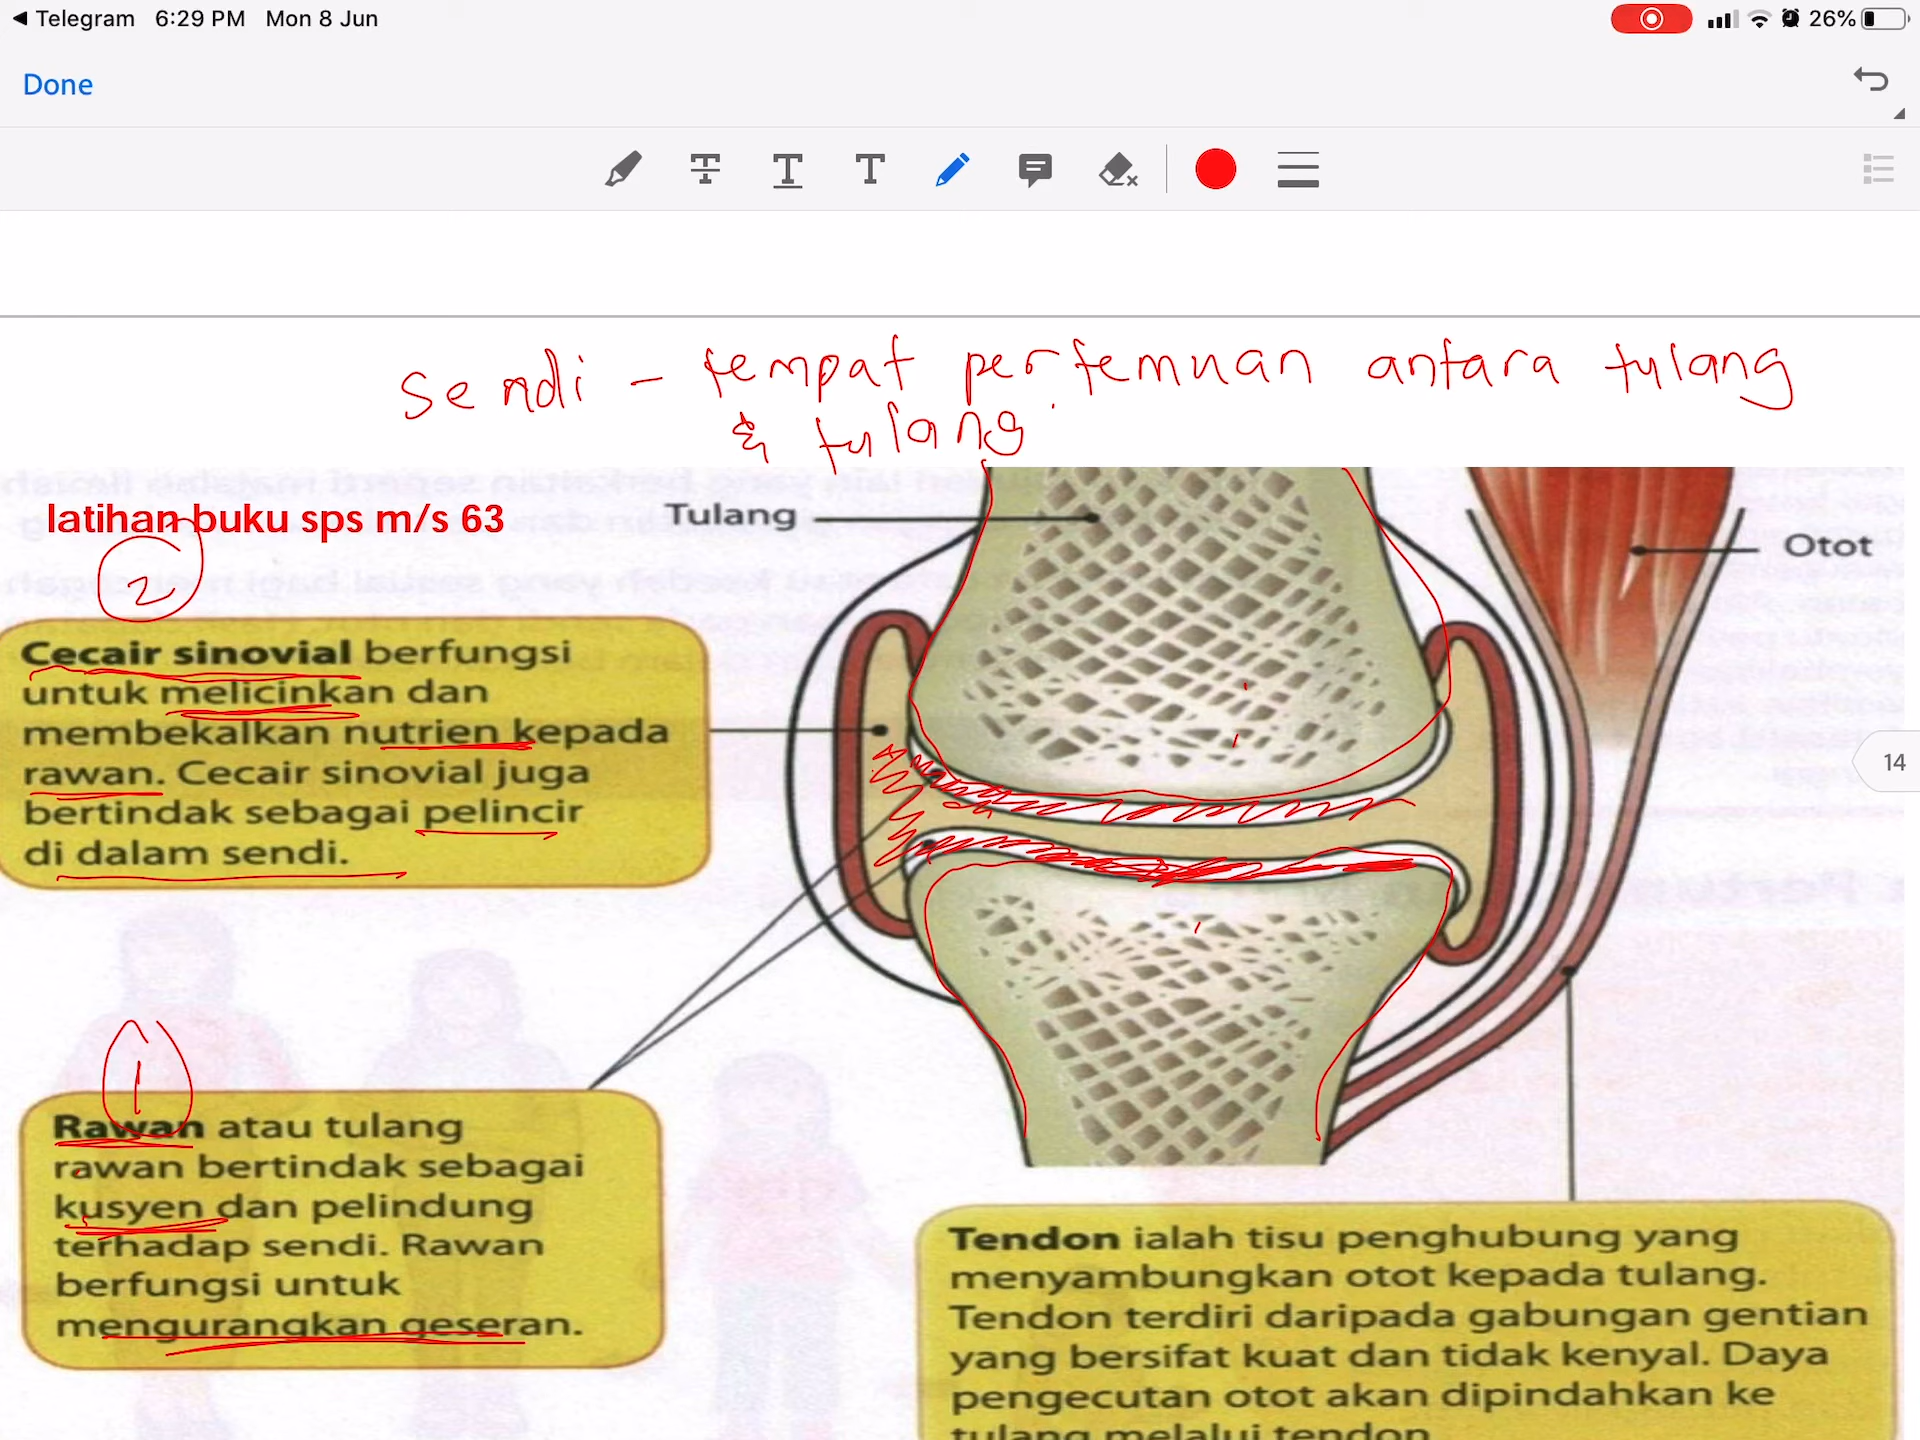 ◀ Telegram 6:29 PM Mon 8 Jun 26%
Done
14
Sendi - tempat pertemuan antara tulang
& tulang
latihan buku sps m/s 63
Tulang
Otot
2
Cecair sinovial berfungsi
untuk melicinkan dan
membekalkan nutrien kepada
rawan. Cecair sinovial juga
bertindak sebagai pelincir
di dalam sendi.
1
Rawan atau tulang
rawan bertindak sebagai
kusyen dan pelindung
terhadap sendi. Rawan
berfungsi untuk
mengurangkan geseran.
Tendon ialah tisu penghubung yang
menyambungkan otot kepada tulang.
Tendon terdiri daripada gabungan gentian
yang bersifat kuat dan tidak kenyal. Daya
pengecutan otot akan dipindahkan ke
tulang melalui tendon.